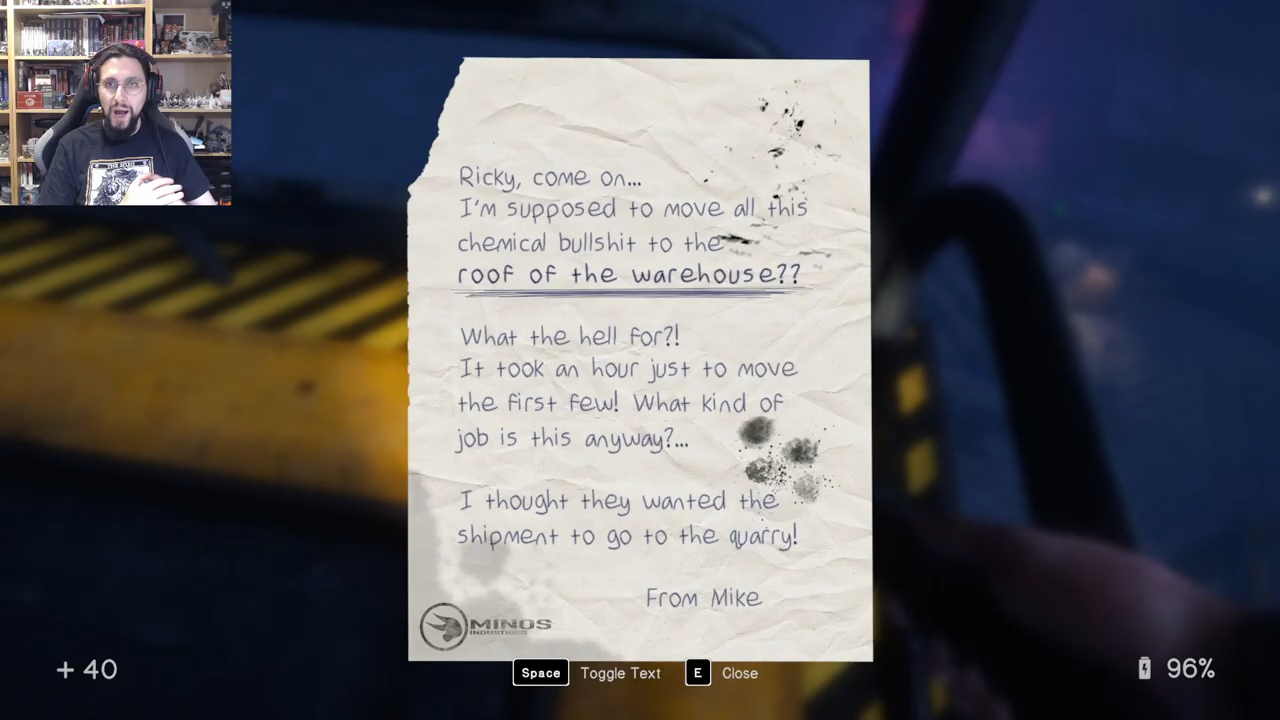 Ricky, come on...
I'm supposed to move all this
chemical bullshit to the
roof of the warehouse??
What the hell for?!
It took an hour just to move
the first few! What kind of
job is this anyway?...
I thought they wanted the
shipment to go to the quarry!
From Mike
MINOS
INDUSTRIES
+ 40
Space Toggle Text E Close
96%